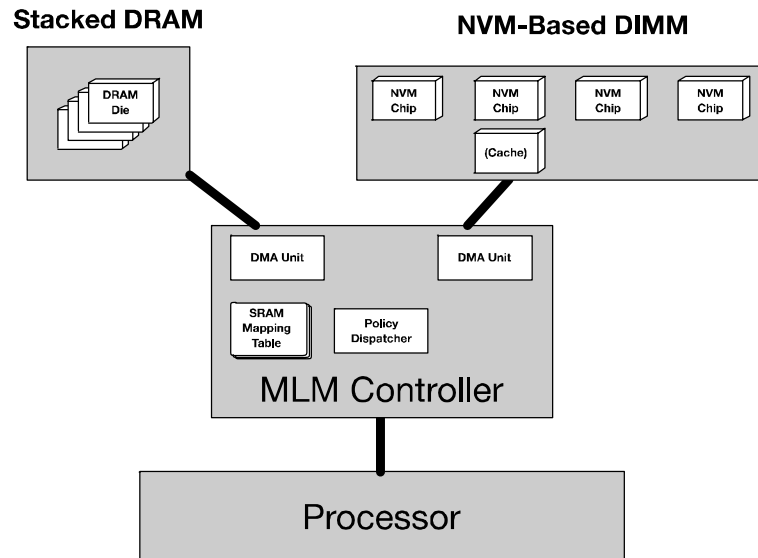 Stacked DRAM
NVM-Based DIMM
DRAM
Die
NVM
Chip
NVM
Chip
NVM
Chip
NVM
Chip
(Cache)
DMA Unit
DMA Unit
SRAM
Mapping
Table
Policy
Dispatcher
MLM Controller
Processor